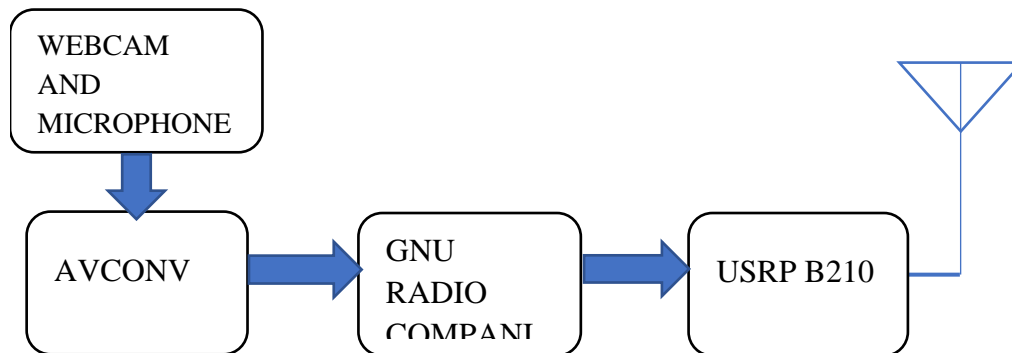 WEBCAM
AND
MICROPHONE
AVCONV
GNU
RADIO
COMPANI
USRP B210